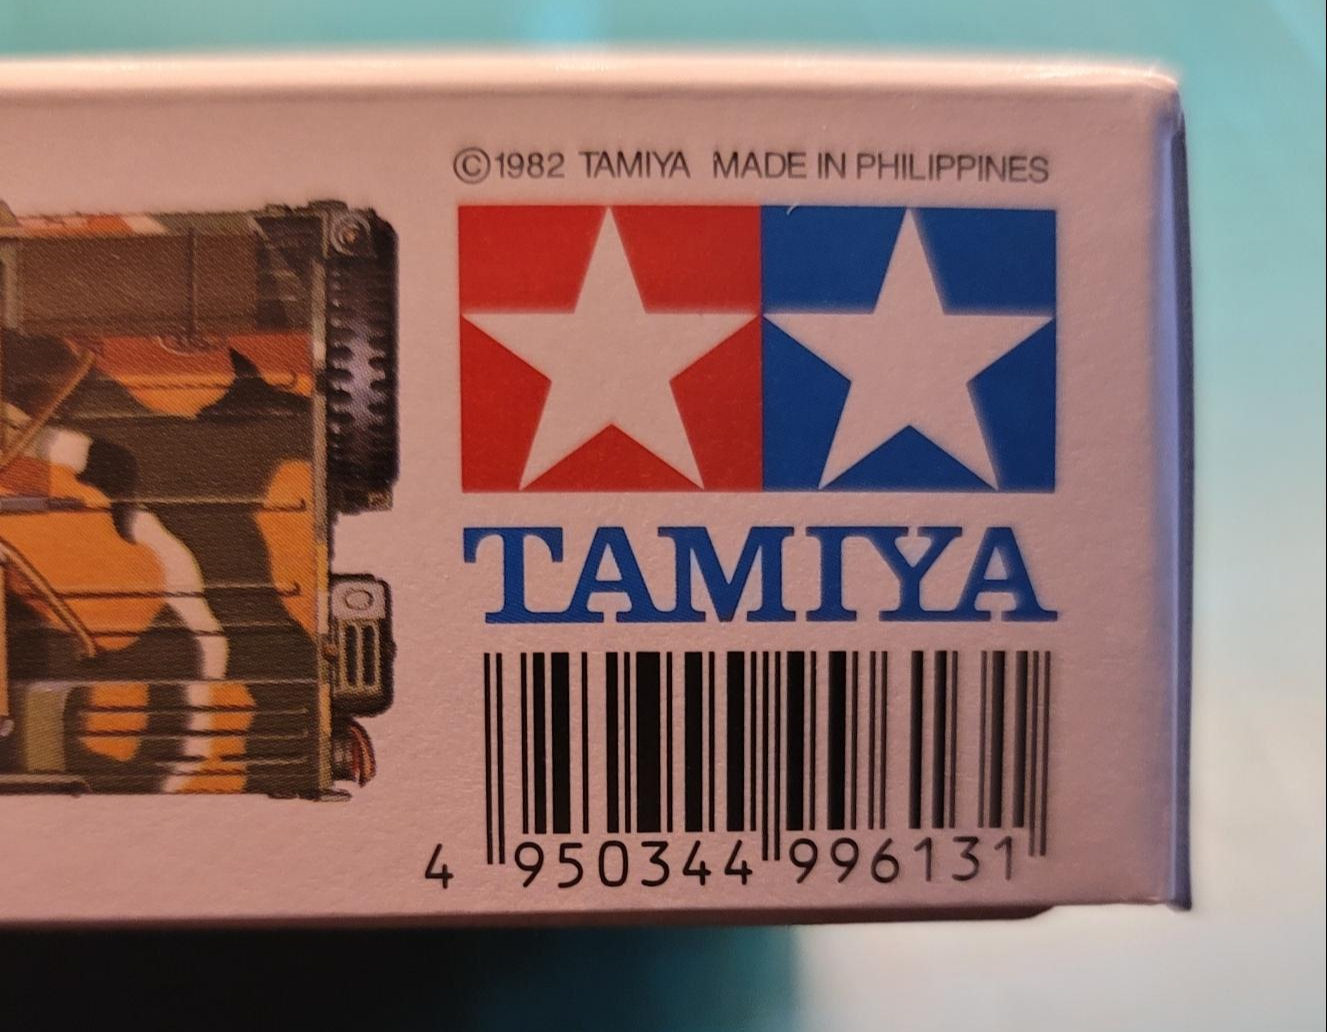 ©1982 TAMIYA MADE IN PHILIPPINES
TAMIYA
4 950344 996131